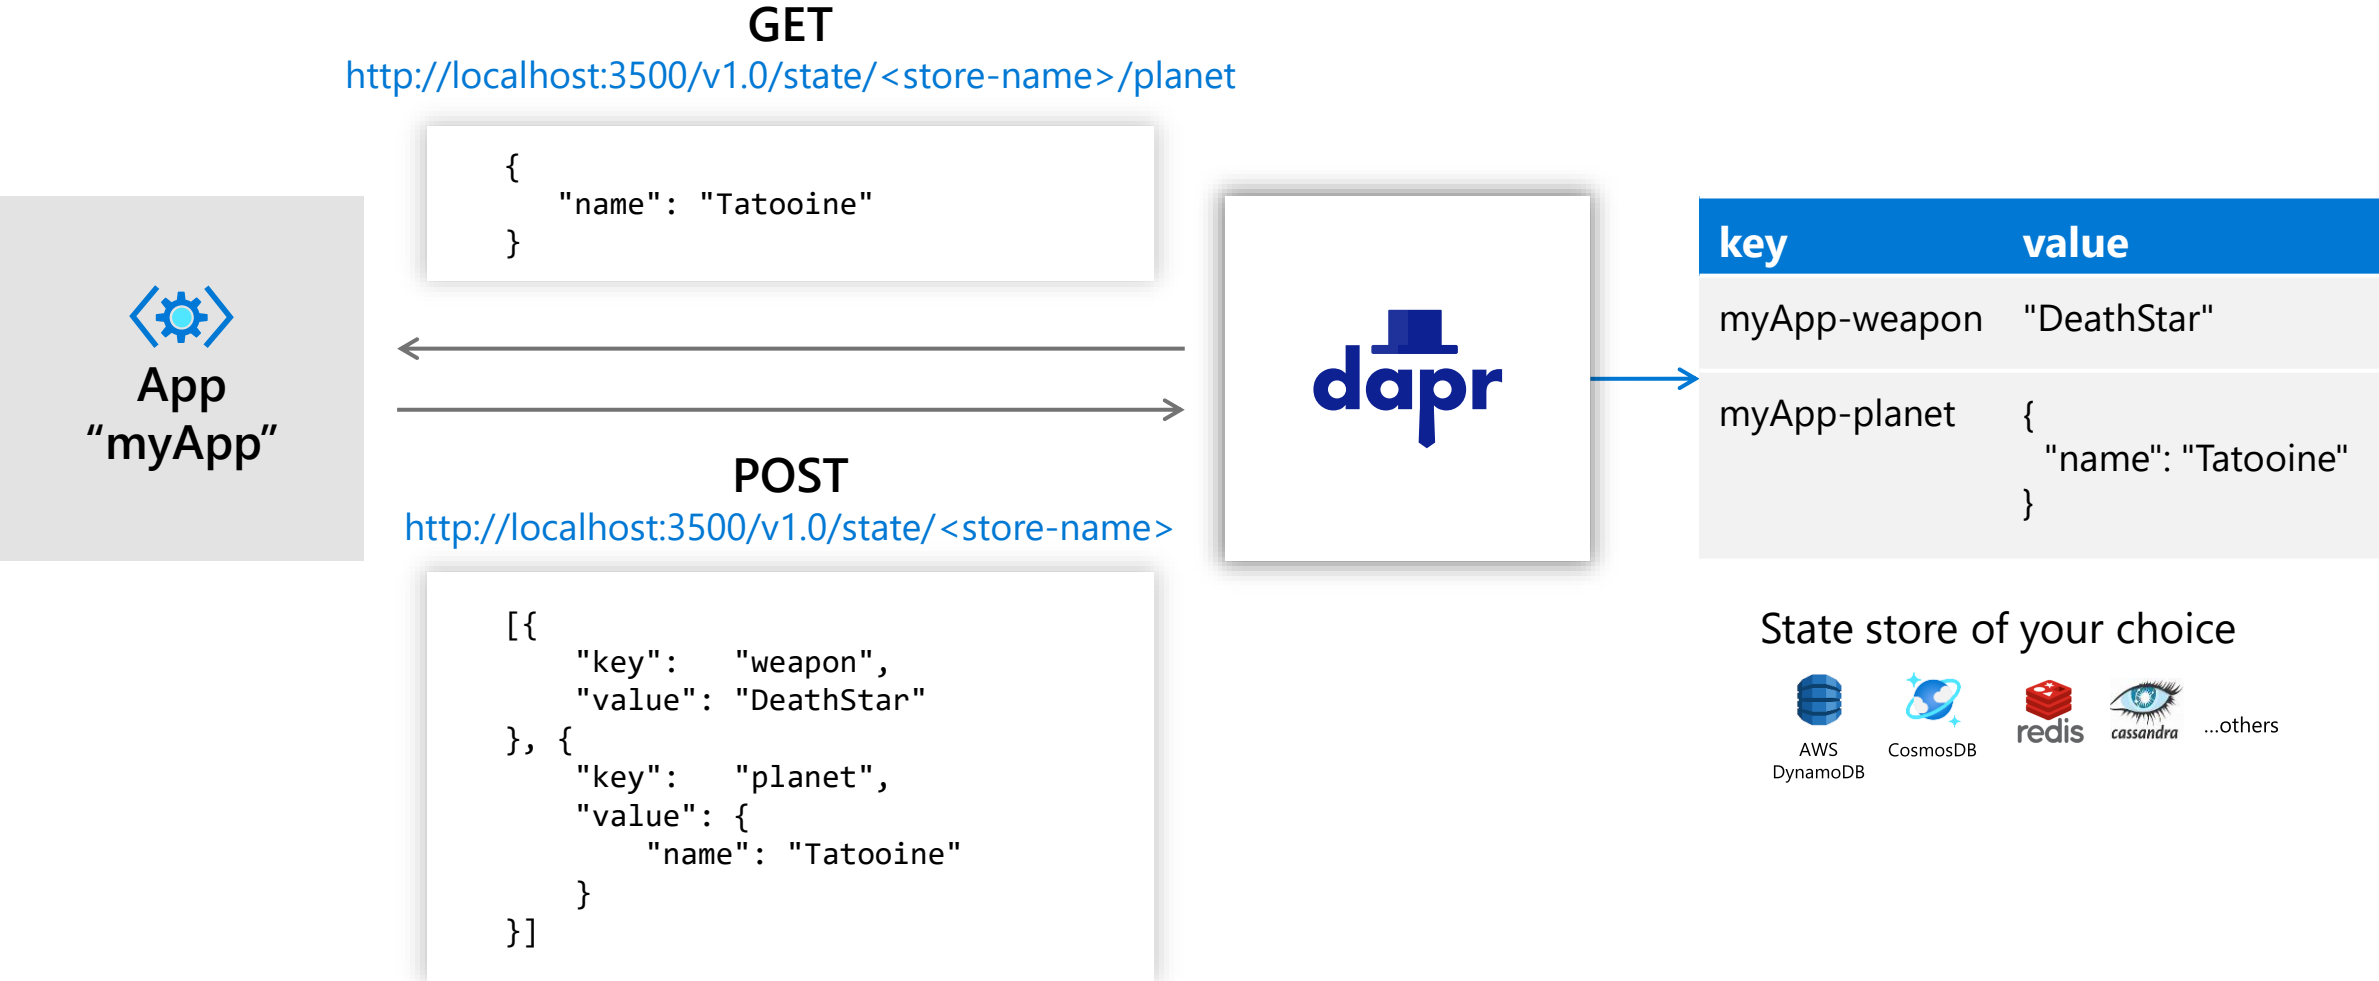 GET
http://localhost:3500/v1.0/state/<store-name>/planet
{
"name": "Tatooine"
}
App
“myApp”
dapr
POST
http://localhost:3500/v1.0/state/<store-name>
[{
"key": "weapon",
"value": "DeathStar"
}, {
"key": "planet",
"value": {
"name": "Tatooine"
}
}]
key value
myApp-weapon "DeathStar"
myApp-planet {
"name": "Tatooine"
}
State store of your choice
AWS
DynamoDB
CosmosDB
redis
cassandra
...others